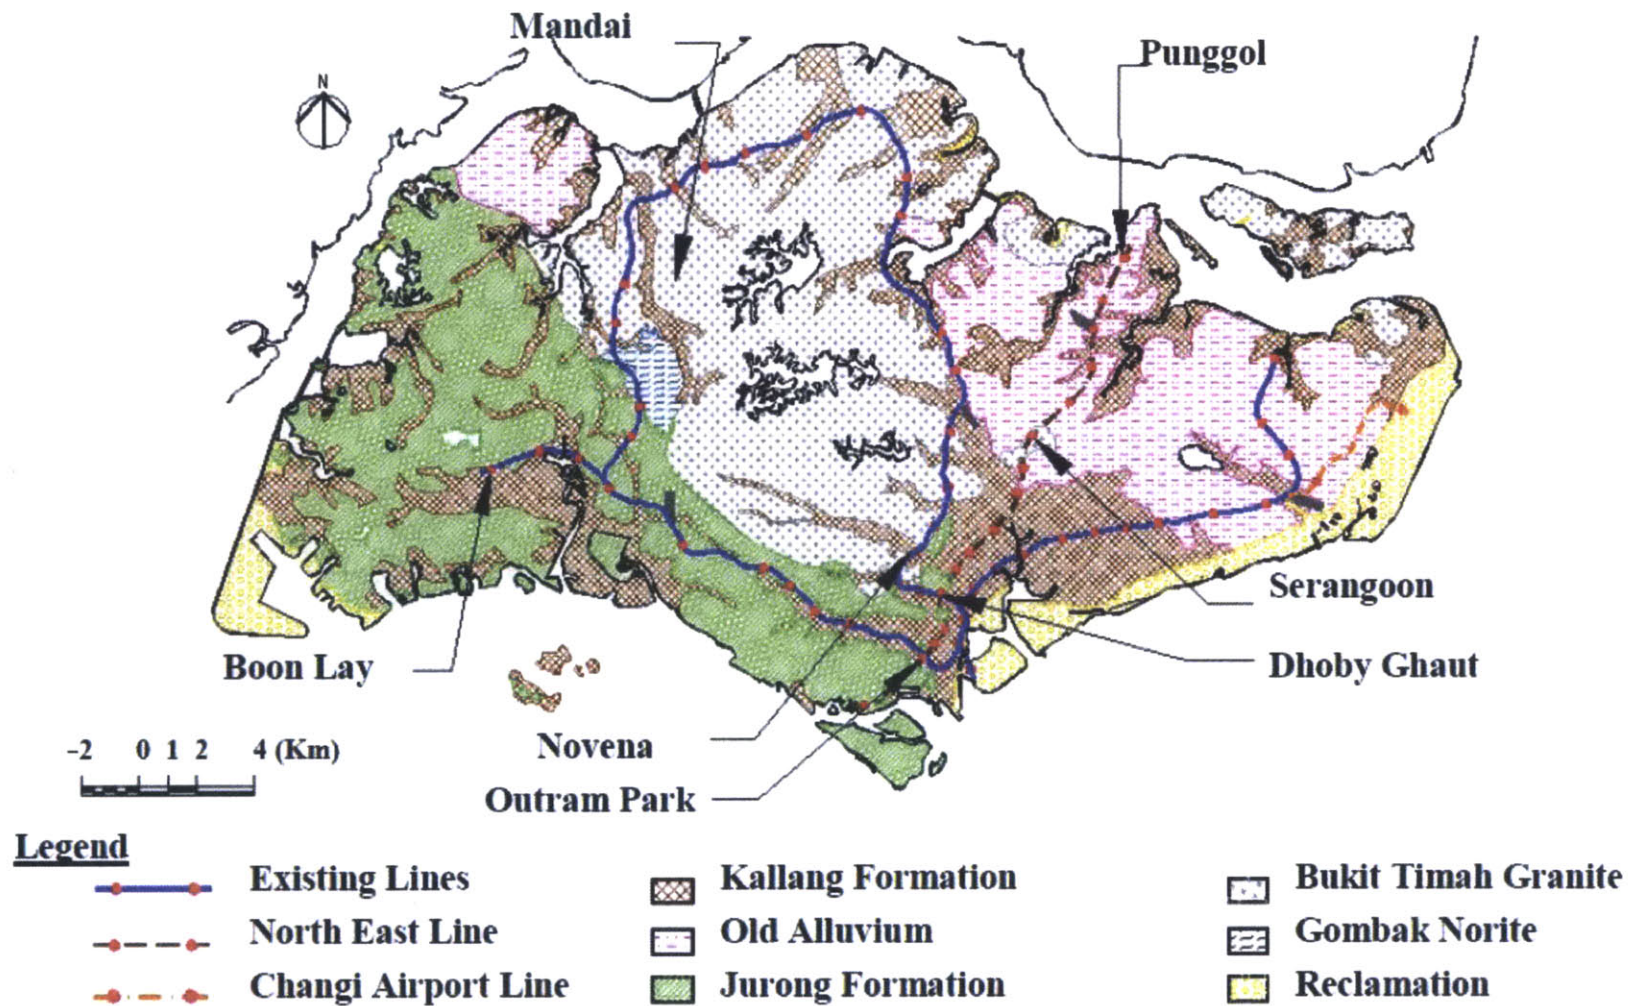 Mandai
Punggol
N
Serangoon
Boon Lay
Dhoby Ghaut
Novena
-2 0 1 2 4 (Km)
Outram Park
Legend
Existing Lines
Kallang Formation
Bukit Timah Granite
North East Line
Old Alluvium
Gombak Norite
Changi Airport Line
Jurong Formation
Reclamation